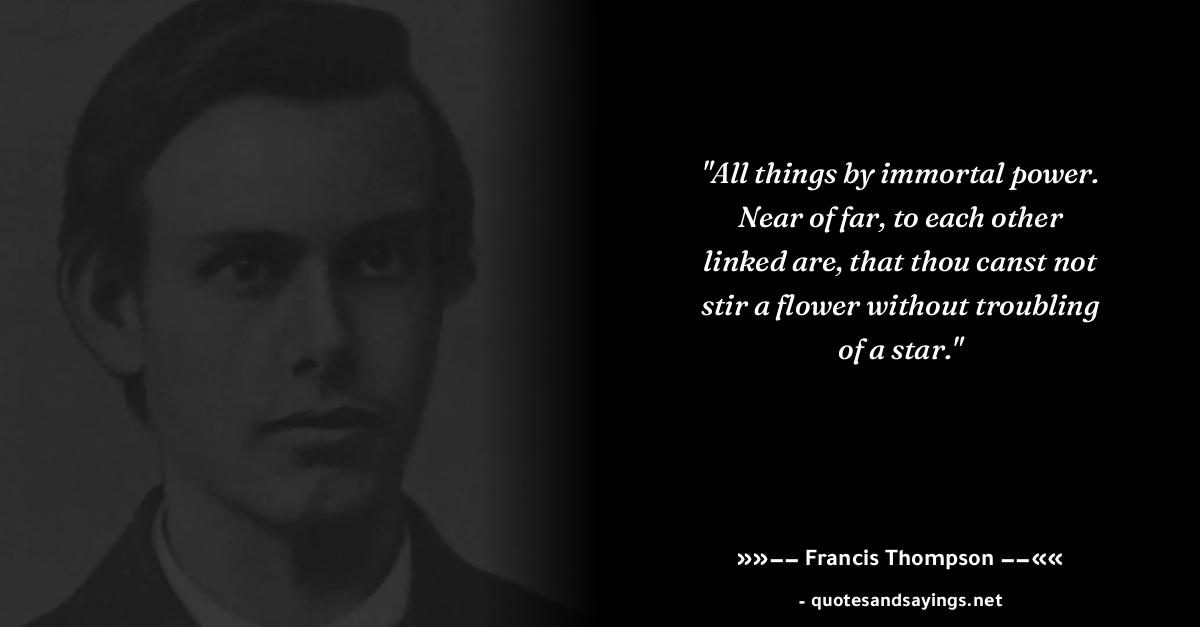 "All things by immortal power.
Near of far, to each other
linked are, that thou canst not
stir a flower without troubling
of a star."
»»−− Francis Thompson −−««
- quotesandsayings.net